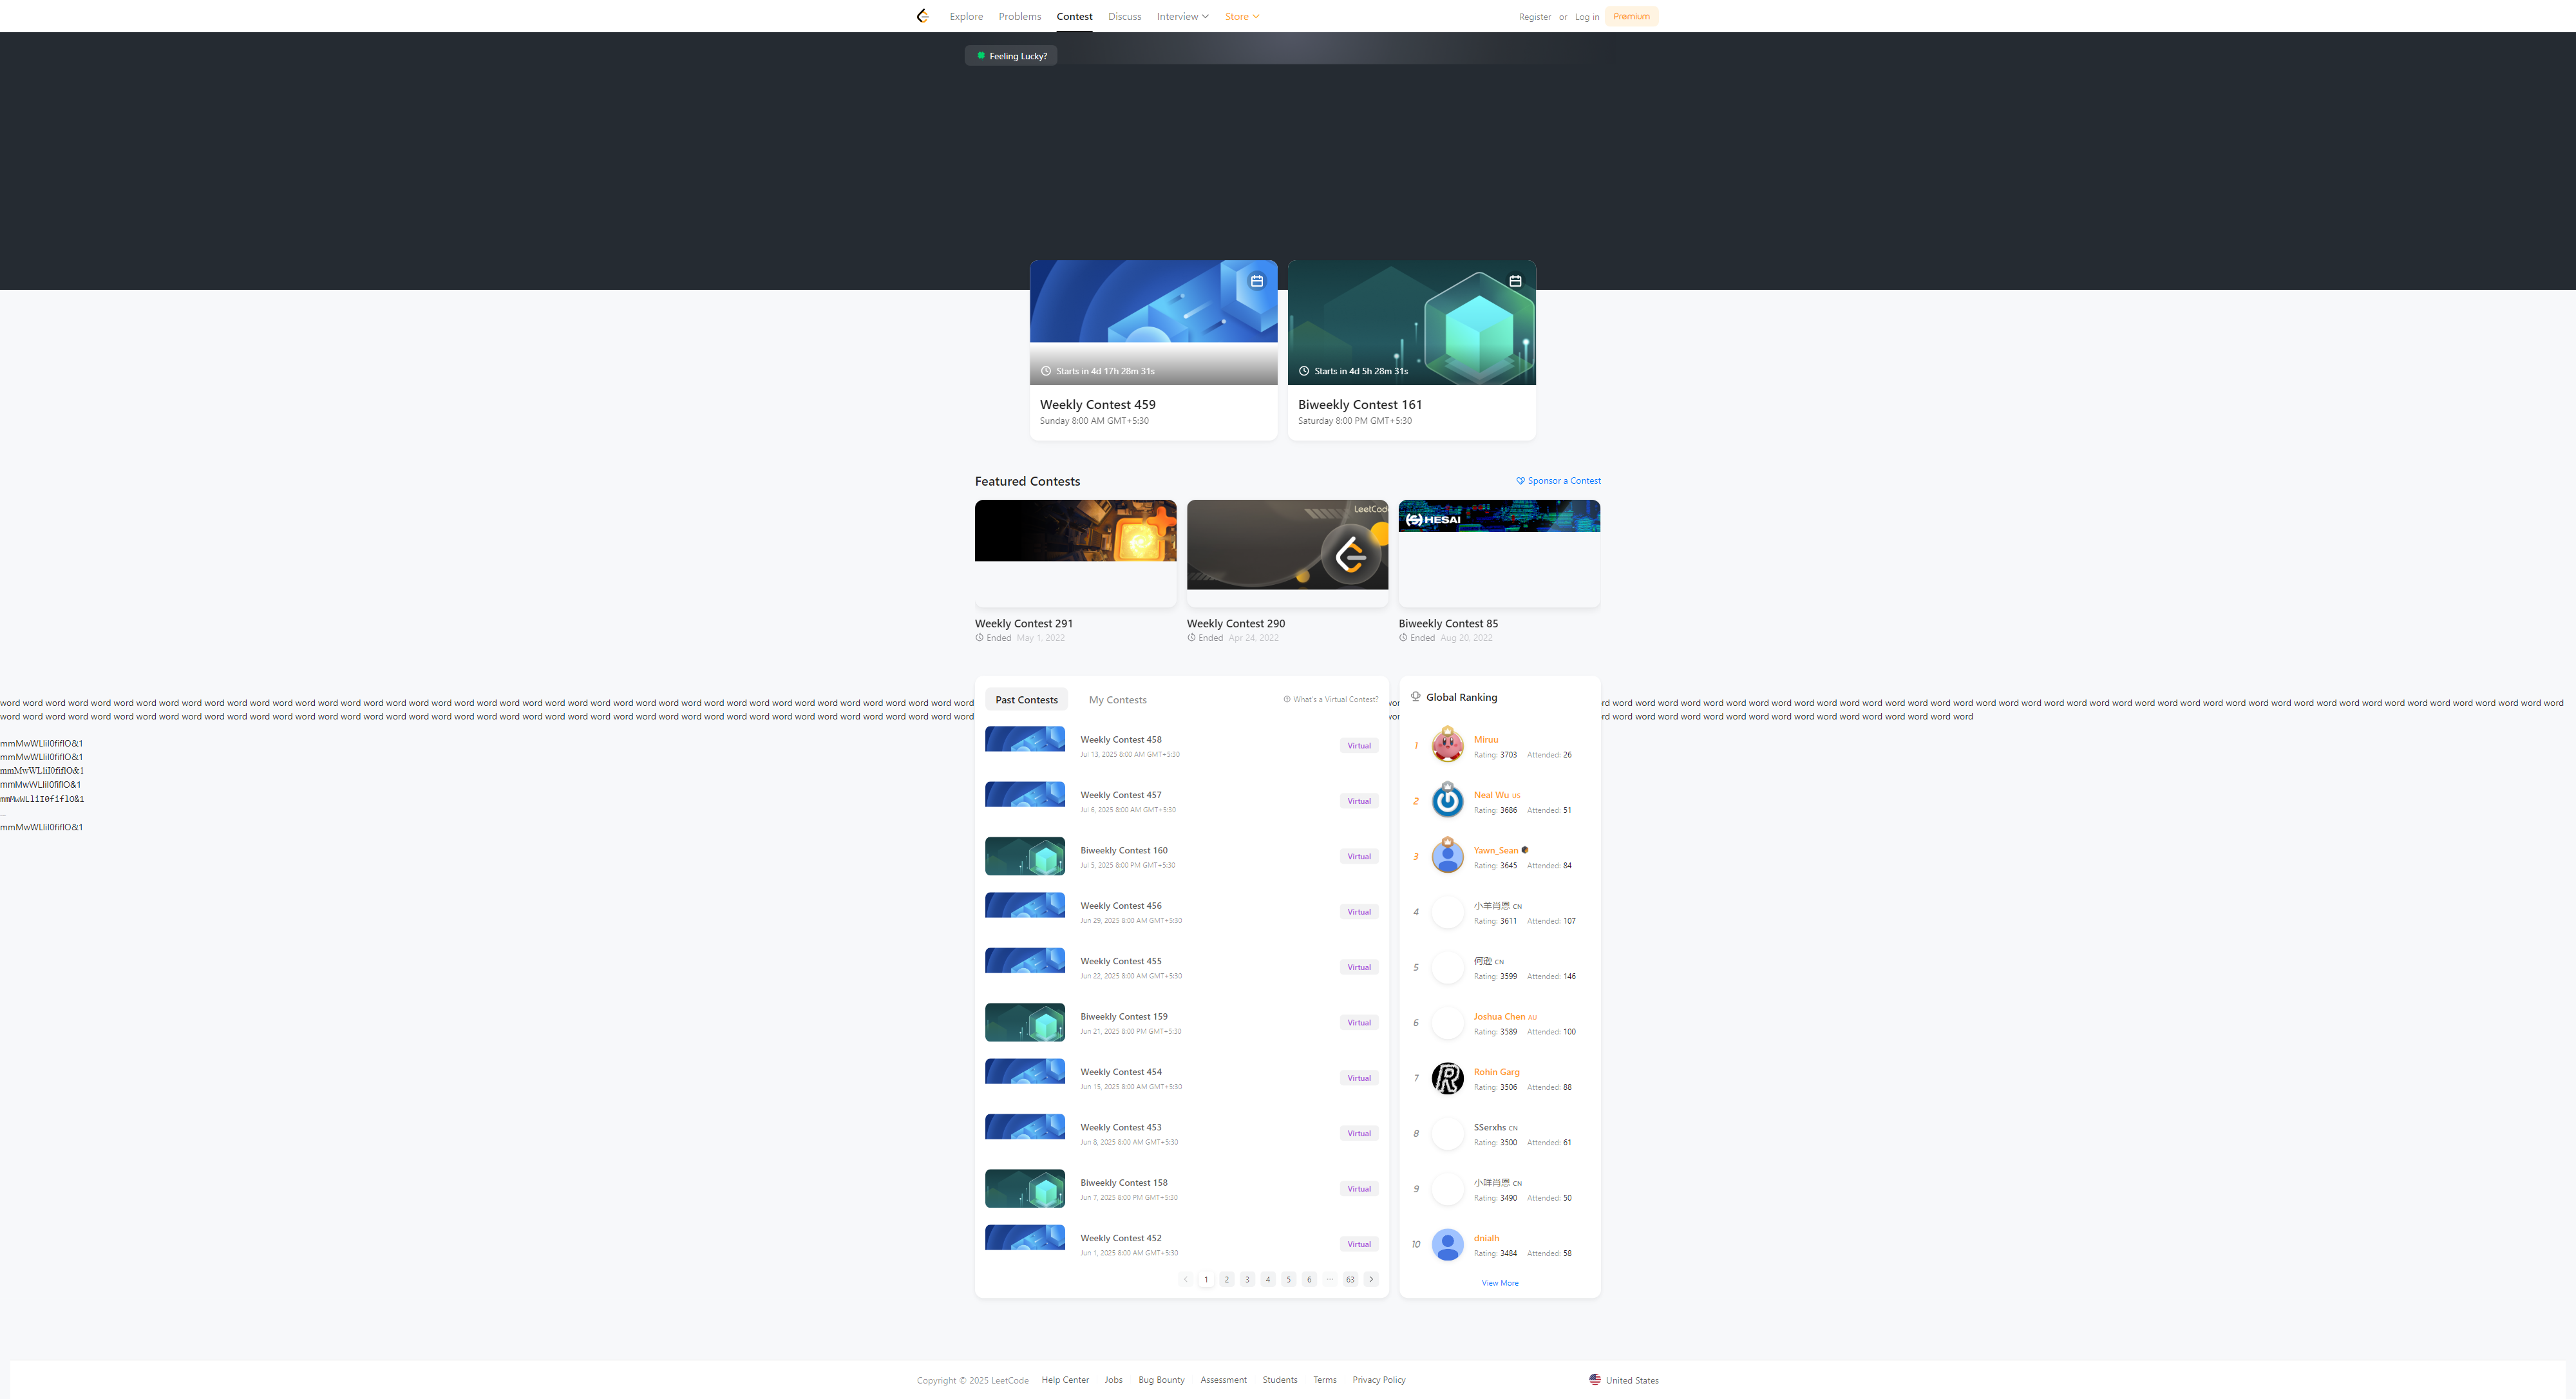 Explore Problems Contest Discuss Interview Store Register or Log in Premium
Feeling Lucky?
Starts in 4d 17h 28m 31s
Weekly Contest 459
Sunday 8:00 AM GMT+5:30
Starts in 4d 5h 28m 31s
Biweekly Contest 161
Saturday 8:00 PM GMT+5:30
Featured Contests
Sponsor a Contest
LeetCode
HESAI
Weekly Contest 291
Ended May 1, 2022
Weekly Contest 290
Ended Apr 24, 2022
Biweekly Contest 85
Ended Aug 20, 2022
word word word word word word word word word word word word word word word word word word word word word word word word word word word word word word word word word word word word word word word word word word word
word word word word word word word word word word word word word word word word word word word word word word word word word word word word word word word word word word word word word word word word word word word
word word word word word word word word word word word word word word word word word word word word word word word word word word word word word word word word word word word word word word word word word
word word word word word word word word word word word word word word word word
mmMwWLliI0fiflO&1
mmMwWLliI0fiflO&1
mmMwWLliI0fiflO&1
mmMwWLliI0fiflO&1
mmMwWLliI0fiflO&1
mmMwWLliI0fiflO&1
Past Contests My Contests What's a Virtual Contest?
Weekly Contest 458
Jul 13, 2025 8:00 AM GMT+5:30
Virtual
Weekly Contest 457
Jul 6, 2025 8:00 AM GMT+5:30
Virtual
Biweekly Contest 160
Jul 5, 2025 8:00 PM GMT+5:30
Virtual
Weekly Contest 456
Jun 29, 2025 8:00 AM GMT+5:30
Virtual
Weekly Contest 455
Jun 22, 2025 8:00 AM GMT+5:30
Virtual
Biweekly Contest 159
Jun 21, 2025 8:00 PM GMT+5:30
Virtual
Weekly Contest 454
Jun 15, 2025 8:00 AM GMT+5:30
Virtual
Weekly Contest 453
Jun 8, 2025 8:00 AM GMT+5:30
Virtual
Biweekly Contest 158
Jun 7, 2025 8:00 PM GMT+5:30
Virtual
Weekly Contest 452
Jun 1, 2025 8:00 AM GMT+5:30
Virtual
1 2 3 4 5 6 ... 63
Global Ranking
1 Miruu
Rating: 3703 Attended: 26
2 Neal Wu US
Rating: 3686 Attended: 51
3 Yawn_Sean
Rating: 3645 Attended: 84
4 小羊肖恩 CN
Rating: 3611 Attended: 107
5 何逊 CN
Rating: 3599 Attended: 146
6 Joshua Chen AU
Rating: 3589 Attended: 100
7 Rohin Garg
Rating: 3506 Attended: 88
8 SSerxhs CN
Rating: 3500 Attended: 61
9 小咩肖恩 CN
Rating: 3490 Attended: 50
10 dnialh
Rating: 3484 Attended: 58
View More
Copyright © 2025 LeetCode Help Center Jobs Bug Bounty Assessment Students Terms Privacy Policy United States